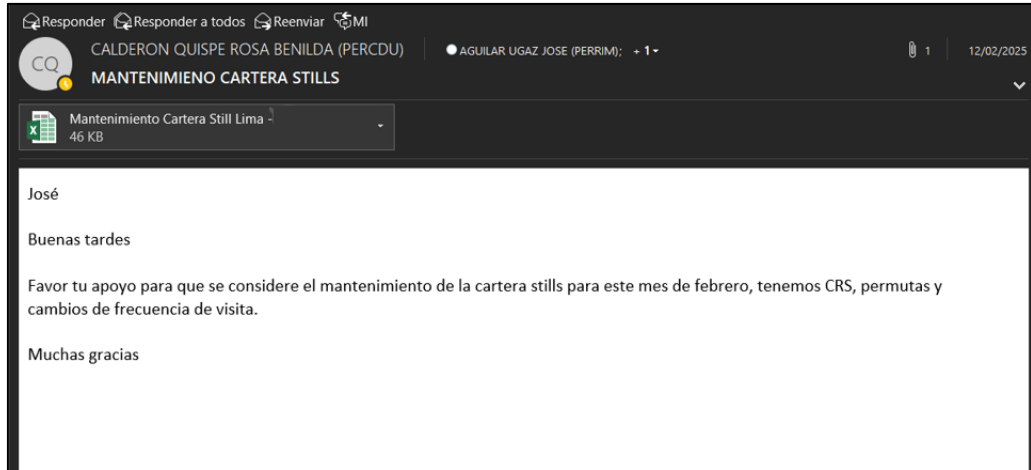 Responder Responder a todos Reenviar MI
CQ
CALDERON QUISPE ROSA BENILDA (PERCDU) AGUILAR UGAZ JOSE (PERRIM); + 1 1 12/02/2025
MANTENIMIENO CARTERA STILLS
Mantenimiento Cartera Still Lima -
46 KB
José
Buenas tardes
Favor tu apoyo para que se considere el mantenimiento de la cartera stills para este mes de febrero, tenemos CRS, permutas y
cambios de frecuencia de visita.
Muchas gracias